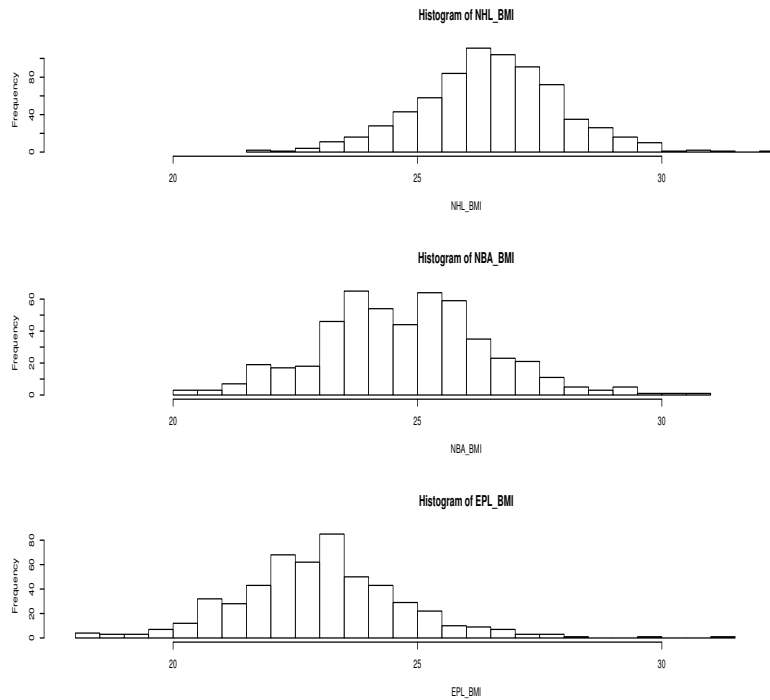 Histogram of NHL_BMI
Frequency
0 40 80
20 25 30
NHL_BMI
Histogram of NBA_BMI
Frequency
0 20 40 60
20 25 30
NBA_BMI
Histogram of EPL_BMI
Frequency
0 20 40 60 80
20 25 30
EPL_BMI